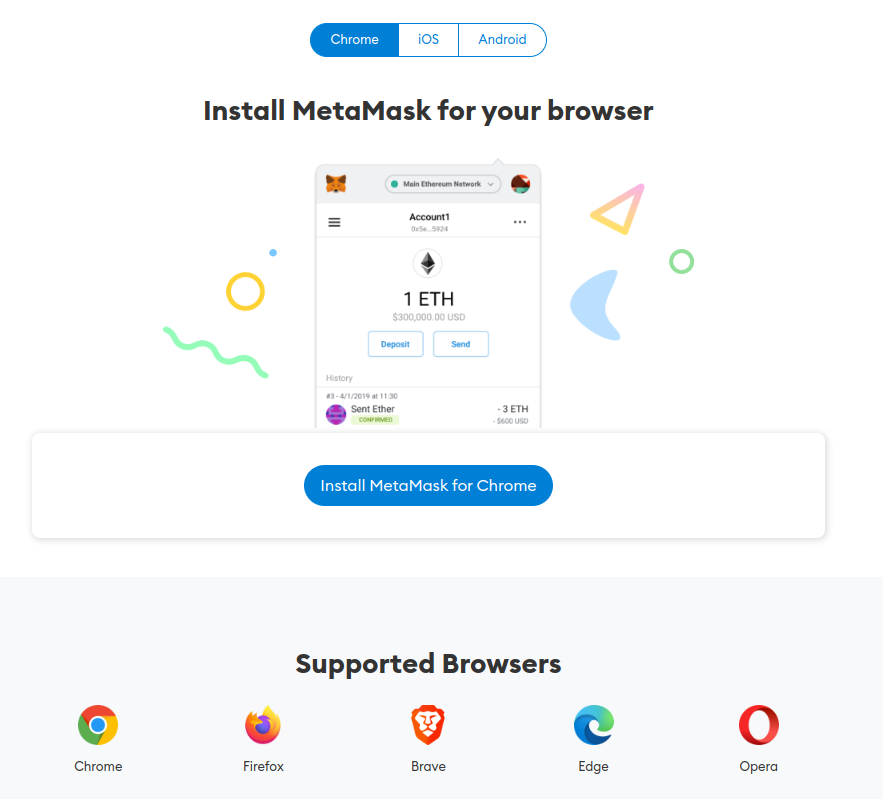 Chrome
iOS
Android
Install MetaMask for your browser
Main Ethereum Network
Account1
0x5e...5924
1 ETH
$300,000.00 USD
Deposit
Send
History
#3 - 4/1/2019 at 11:30
Sent Ether
- 3 ETH
CONFIRMED
- $600 USD
Install MetaMask for Chrome
Supported Browsers
Chrome
Firefox
Brave
Edge
Opera